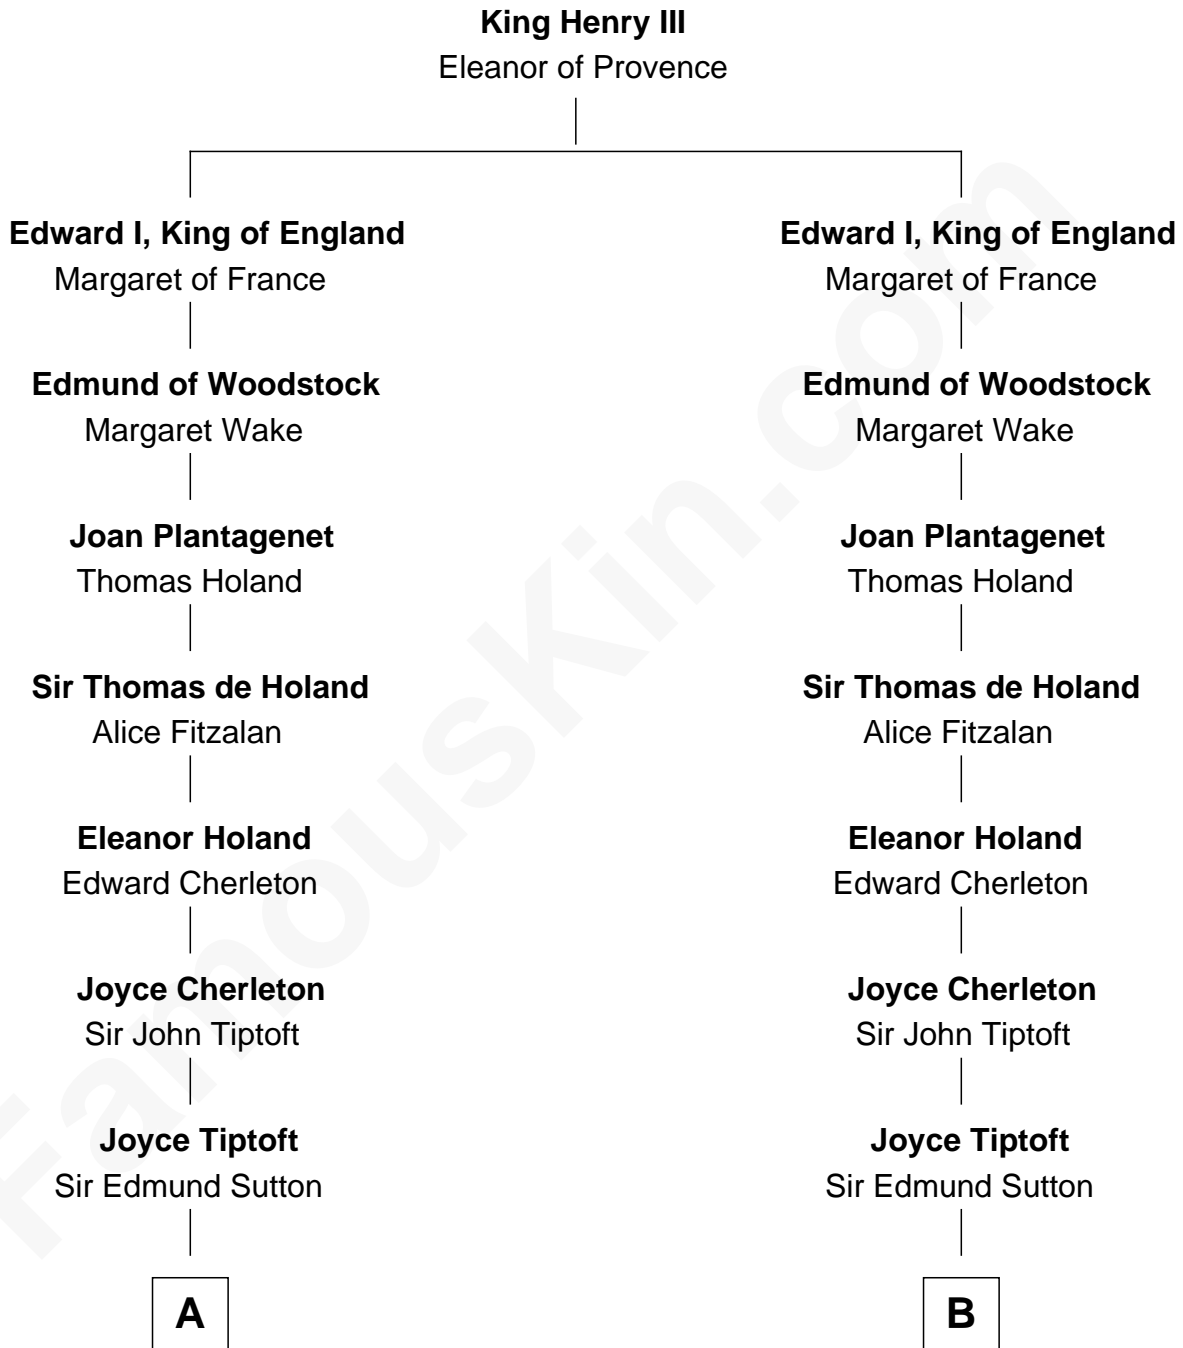 King Henry III
Eleanor of Provence
Edward I, King of England
Margaret of France
Edmund of Woodstock
Margaret Wake
Joan Plantagenet
Thomas Holand
Sir Thomas de Holand
Alice Fitzalan
Eleanor Holand
Edward Cherleton
Joyce Cherleton
Sir John Tiptoft
Joyce Tiptoft
Sir Edmund Sutton
A
Edward I, King of England
Margaret of France
Edmund of Woodstock
Margaret Wake
Joan Plantagenet
Thomas Holand
Sir Thomas de Holand
Alice Fitzalan
Eleanor Holand
Edward Cherleton
Joyce Cherleton
Sir John Tiptoft
Joyce Tiptoft
Sir Edmund Sutton
B
FamousKin.com